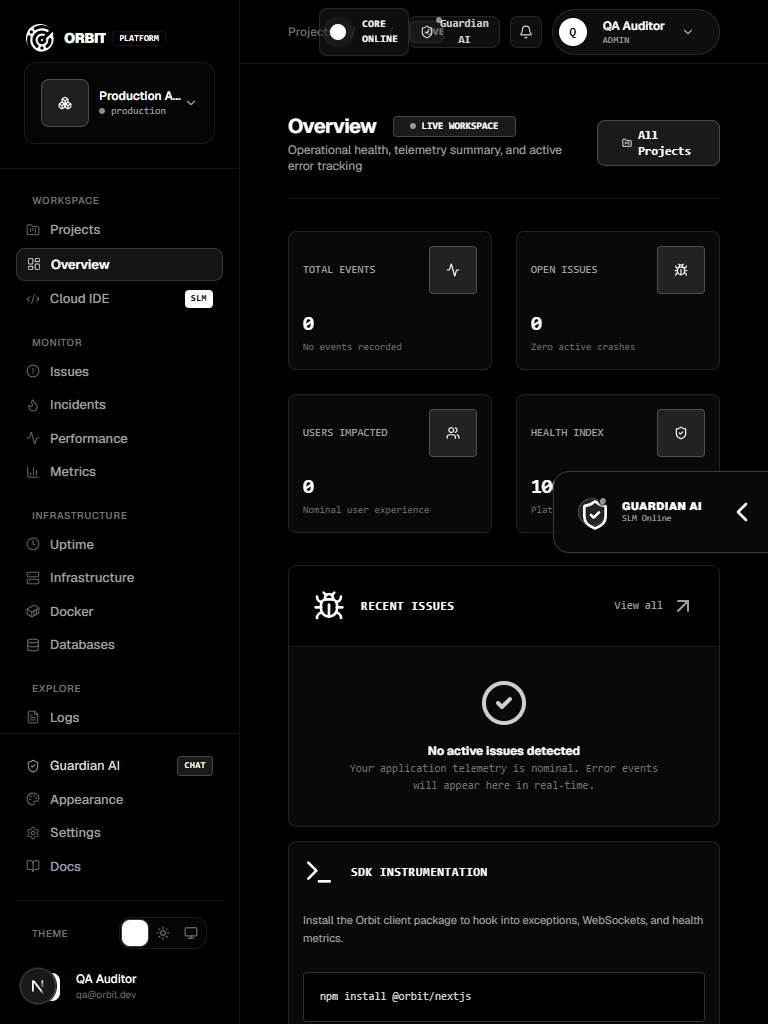 ORBIT PLATFORM
Production A...
production
WORKSPACE
Projects
Overview
Cloud IDE SLM
MONITOR
Issues
Incidents
Performance
Metrics
INFRASTRUCTURE
Uptime
Infrastructure
Docker
Databases
EXPLORE
Logs
Guardian AI CHAT
Appearance
Settings
Docs
THEME
N
QA Auditor
qa@orbit.dev
CORE
ONLINE
Guardian
AI
Q
QA Auditor
ADMIN
Overview LIVE WORKSPACE
Operational health, telemetry summary, and active
error tracking
All
Projects
TOTAL EVENTS
0
No events recorded
OPEN ISSUES
0
Zero active crashes
USERS IMPACTED
0
Nominal user experience
HEALTH INDEX
10
Plat
GUARDIAN AI
SLM Online
RECENT ISSUES
View all
No active issues detected
Your application telemetry is nominal. Error events
will appear here in real-time.
SDK INSTRUMENTATION
Install the Orbit client package to hook into exceptions, WebSockets, and health
metrics.
npm install @orbit/nextjs